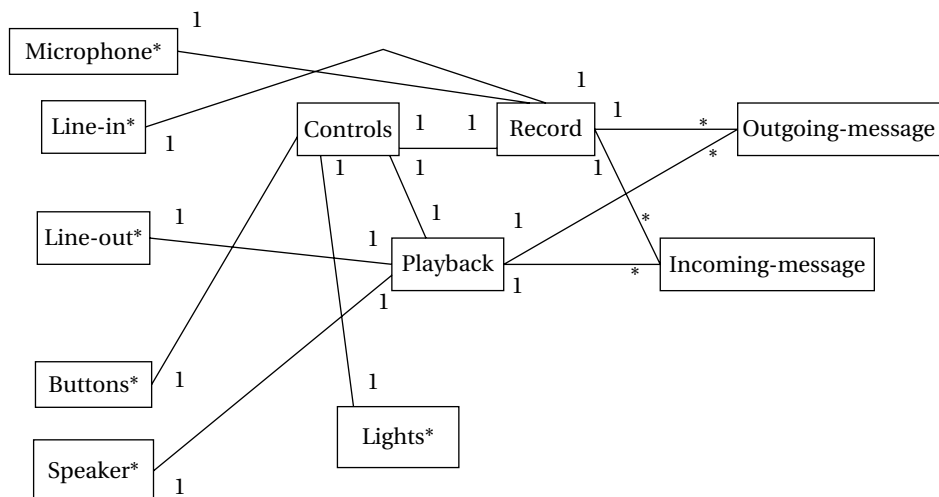 1
Microphone*
1
Line-in*
1
Controls
1
1
Record
1
*
Outgoing-message
1
1
1
*
Line-out*
1
1
1
Playback
1
1
*
*
Incoming-message
1
1
Buttons*
1
1
Lights*
Speaker*
1